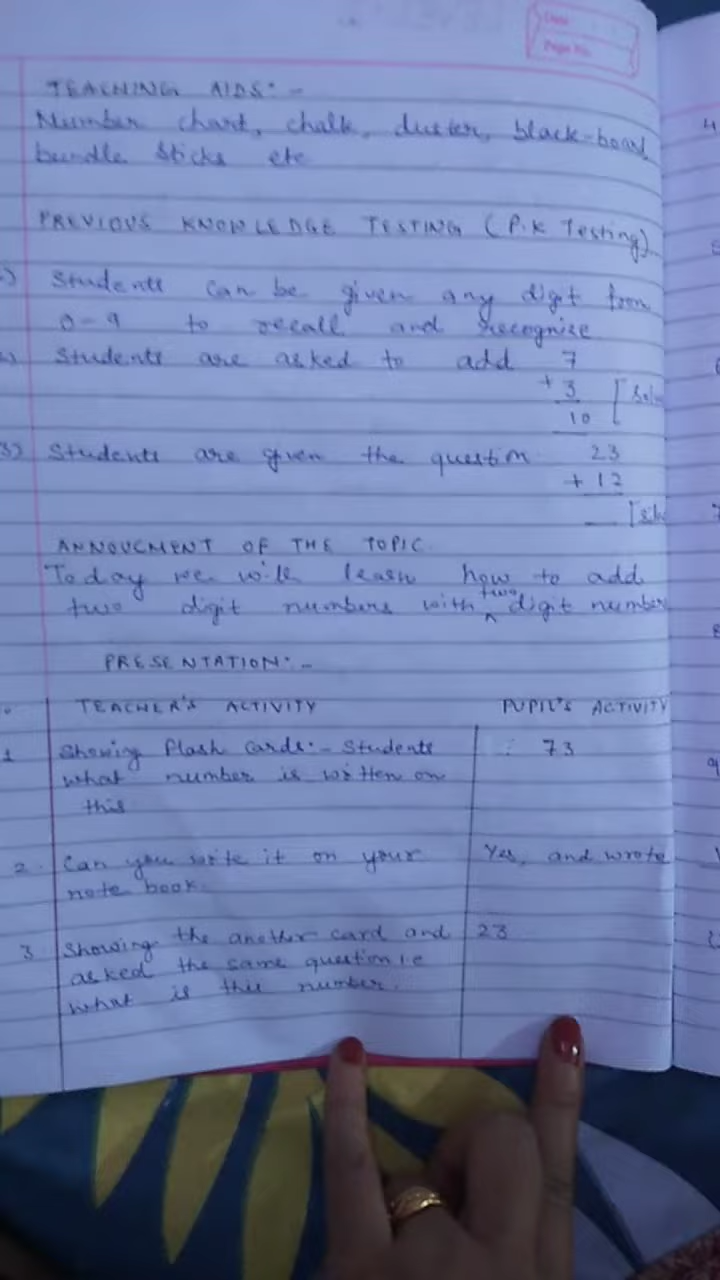 Date
Page No.
TEACHING AIDS:-
Number chart, chalk, duster, black-board,
bundle sticks etc
PREVIOUS KNOWLEDGE TESTING (P.K Testing)
Students can be given any digit from
0-9 to recall and recognise
Students are asked to add 7
+ 3
10
3) Students are given the question 23
+ 12
ANNOUCMENT OF THE TOPIC
Today we will learn how to add
two digit numbers with two digit number
PRESENTATION:-
TEACHER'S ACTIVITY PUPIL'S ACTIVITY
1 Showing flash cards:- Students 73
what number is written on
this
2. Can you write it on your Yes, and wrote
note book.
3 Showing the another card and 23
asked the same question i.e
what is this number.